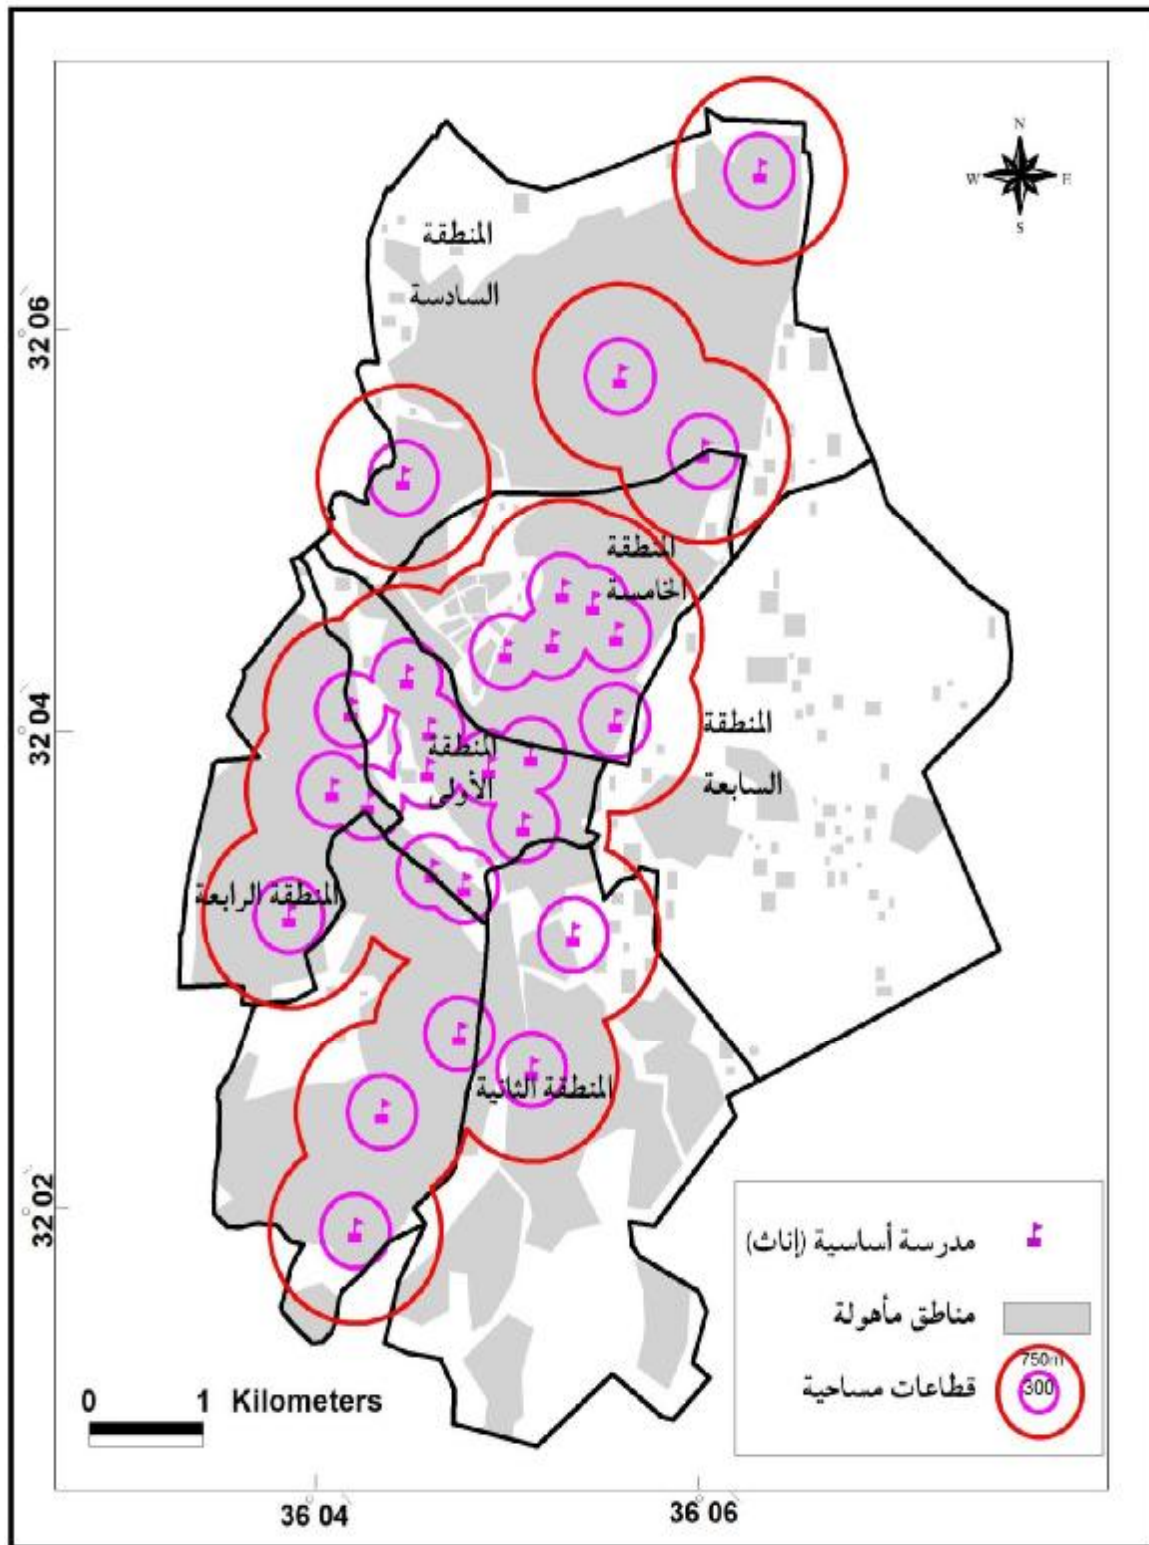 N
W E
S
المنطقة
السادسة
32 06
المنطقة
الخامسة
32 04
المنطقة
السابعة
المنطقة
الأولى
المنطقة الرابعة
المنطقة الثانية
32 02
مدرسة أساسية (إناث)
مناطق مأهولة
750m
300
قطاعات مساحية
0 1 Kilometers
36 04
36 06